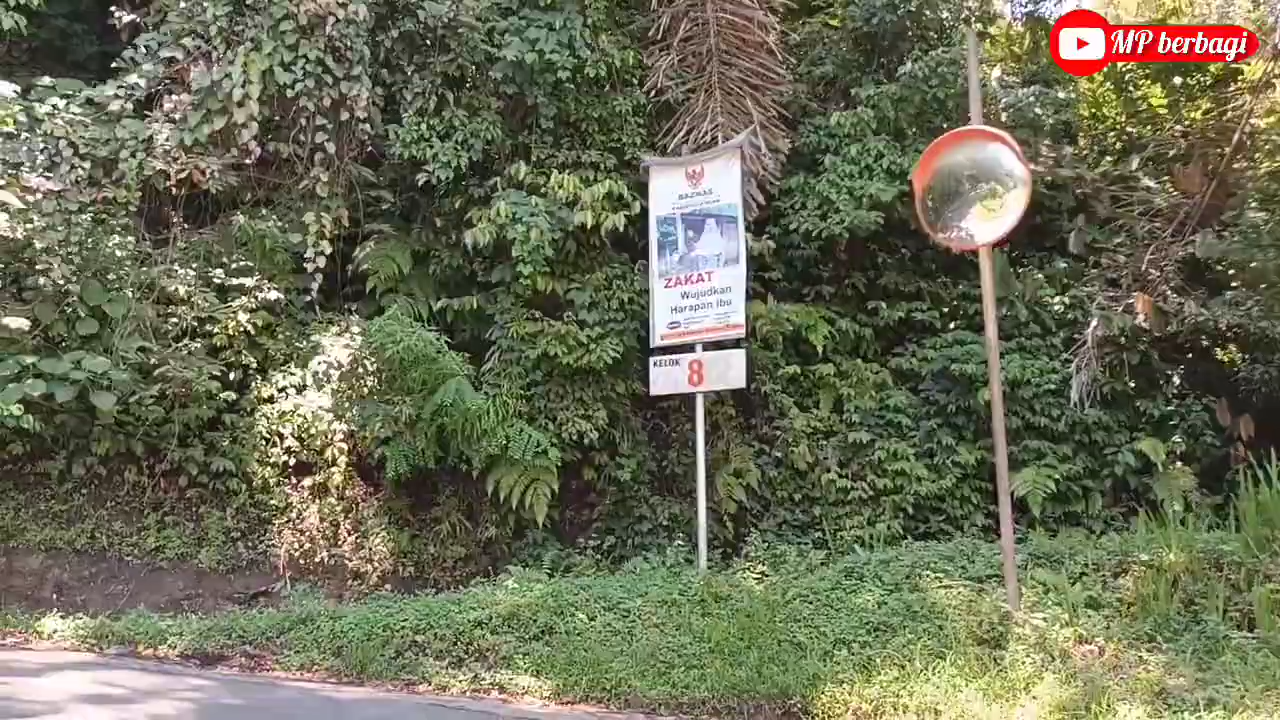 MP berbagi
BAZNAS
ZAKAT
Wujudkan
Harapan Ibu
KELOK 8